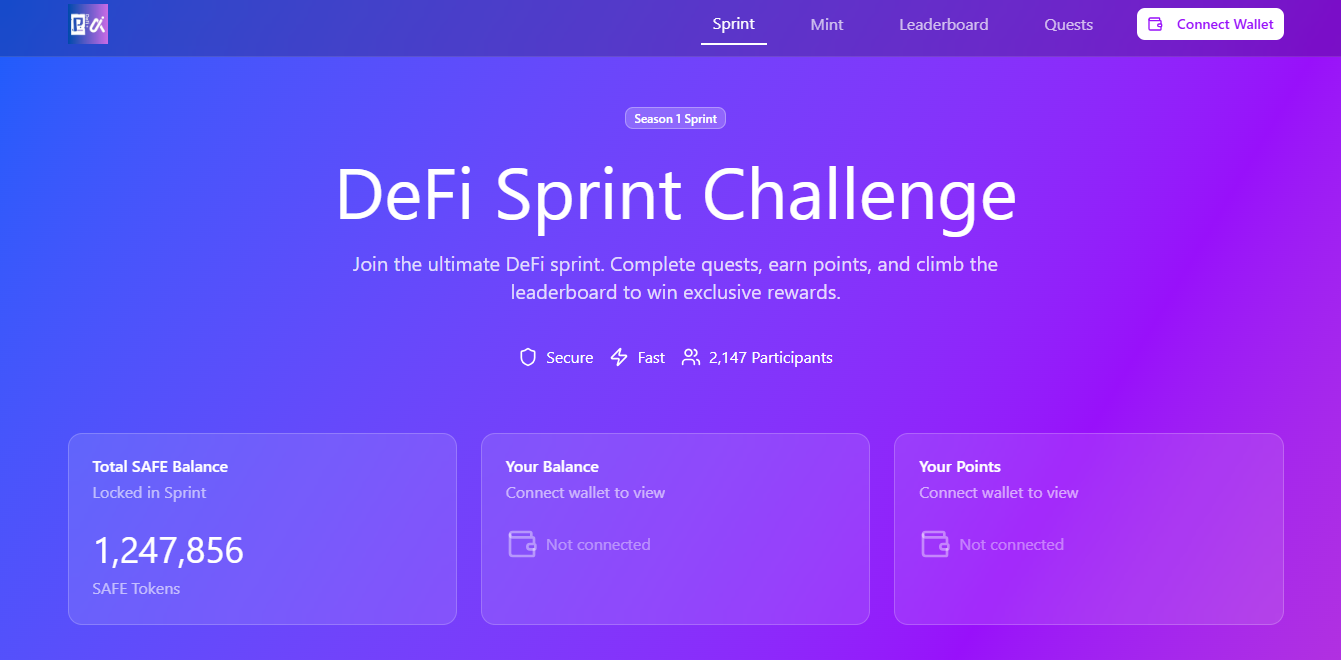 Sprint
Mint
Leaderboard
Quests
Connect Wallet
Season 1 Sprint
DeFi Sprint Challenge
Join the ultimate DeFi sprint. Complete quests, earn points, and climb the
leaderboard to win exclusive rewards.
Secure
Fast
2,147 Participants
Total SAFE Balance
Locked in Sprint
1,247,856
SAFE Tokens
Your Balance
Connect wallet to view
Not connected
Your Points
Connect wallet to view
Not connected